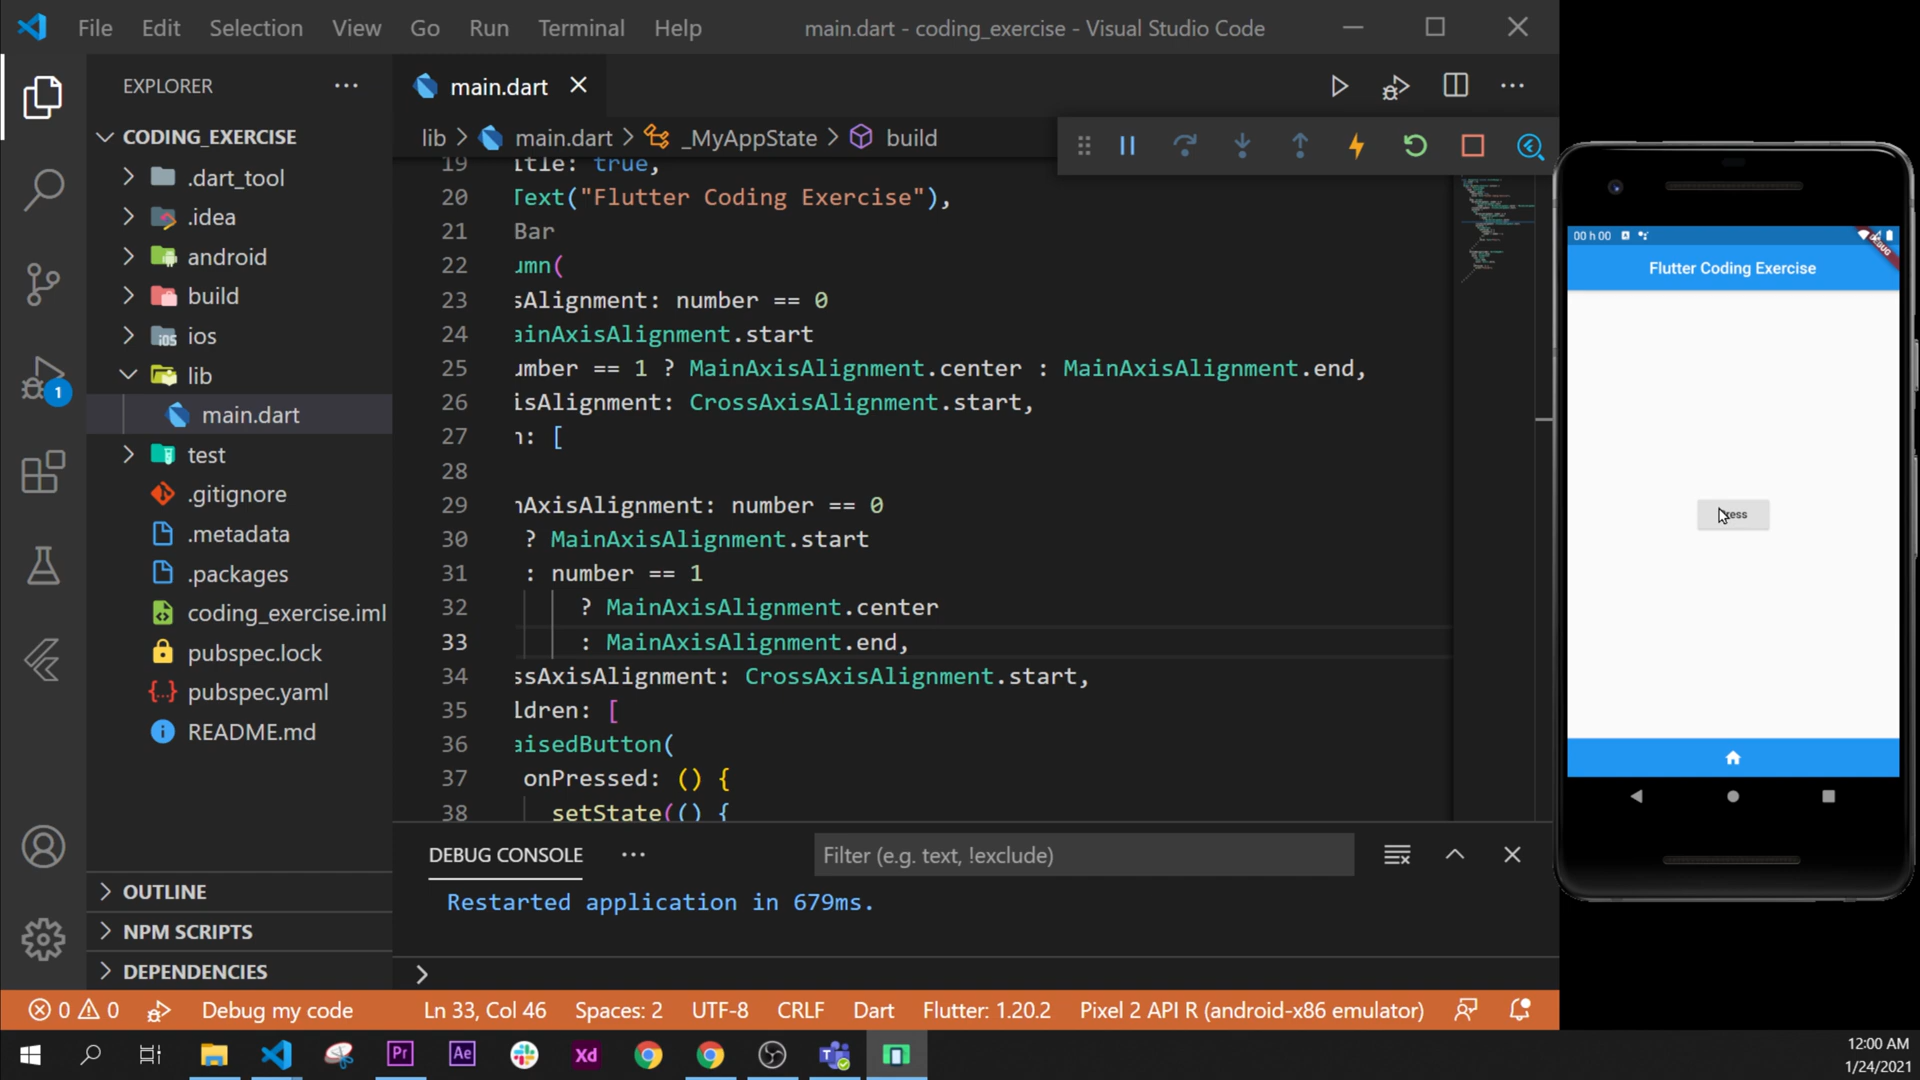 File Edit Selection View Go Run Terminal Help
main.dart - coding_exercise - Visual Studio Code
EXPLORER
main.dart
CODING_EXERCISE
lib > main.dart > _MyAppState > build
.dart_tool
.idea
android
build
ios
lib
main.dart
test
.gitignore
.metadata
.packages
coding_exercise.iml
pubspec.lock
pubspec.yaml
README.md
OUTLINE
NPM SCRIPTS
DEPENDENCIES
1
19 itle: true,
20 Text("Flutter Coding Exercise"),
21 Bar
22 umn(
23 sAlignment: number == 0
24 ainAxisAlignment.start
25 umber == 1 ? MainAxisAlignment.center : MainAxisAlignment.end,
26 isAlignment: CrossAxisAlignment.start,
27 n: [
28
29 nAxisAlignment: number == 0
30 ? MainAxisAlignment.start
31 : number == 1
32 ? MainAxisAlignment.center
33 : MainAxisAlignment.end,
34 ssAxisAlignment: CrossAxisAlignment.start,
35 ldren: [
36 aisedButton(
37 onPressed: () {
38 setState(() {
DEBUG CONSOLE
Filter (e.g. text, !exclude)
Restarted application in 679ms.
0 0 Debug my code
Ln 33, Col 46 Spaces: 2 UTF-8 CRLF Dart Flutter: 1.20.2 Pixel 2 API R (android-x86 emulator)
00 h 00
DEBUG
Flutter Coding Exercise
ress
Pr Ae Xd
12:00 AM
1/24/2021